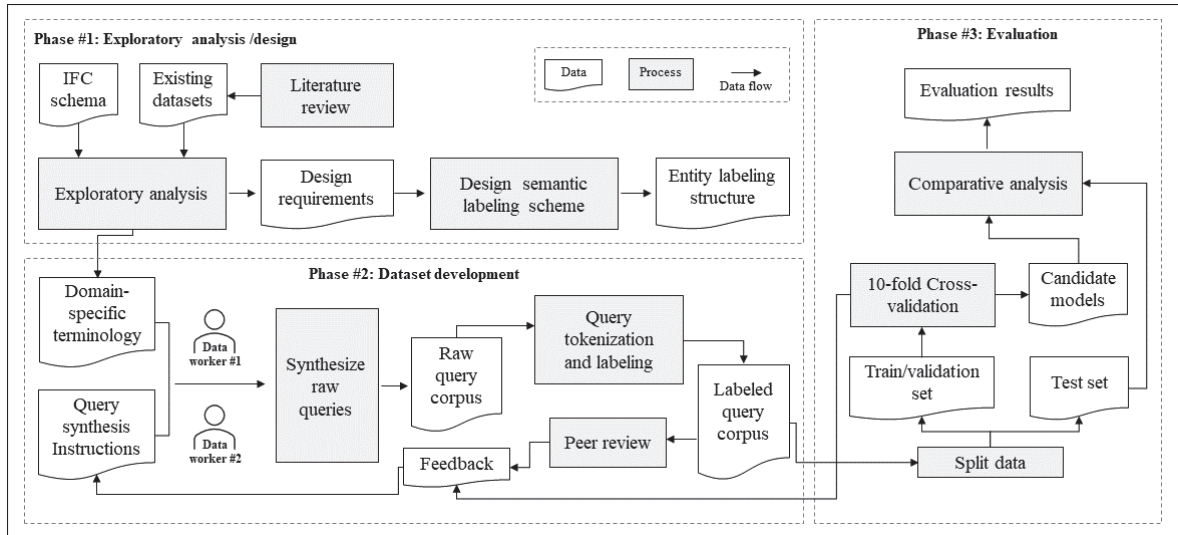 Phase #1: Exploratory analysis /design
IFC
schema
Existing
datasets
Literature
review
Data
Process
Data flow
Exploratory analysis
Design
requirements
Design semantic
labeling scheme
Entity labeling
structure
Phase #2: Dataset development
Domain-
specific
terminology
Query
synthesis
Instructions
Data
worker #1
Data
worker #2
Synthesize
raw
queries
Raw
query
corpus
Query
tokenization
and labeling
Labeled
query
corpus
Peer review
Feedback
Phase #3: Evaluation
Evaluation results
Comparative analysis
10-fold Cross-
validation
Candidate
models
Train/validation
set
Test set
Split data